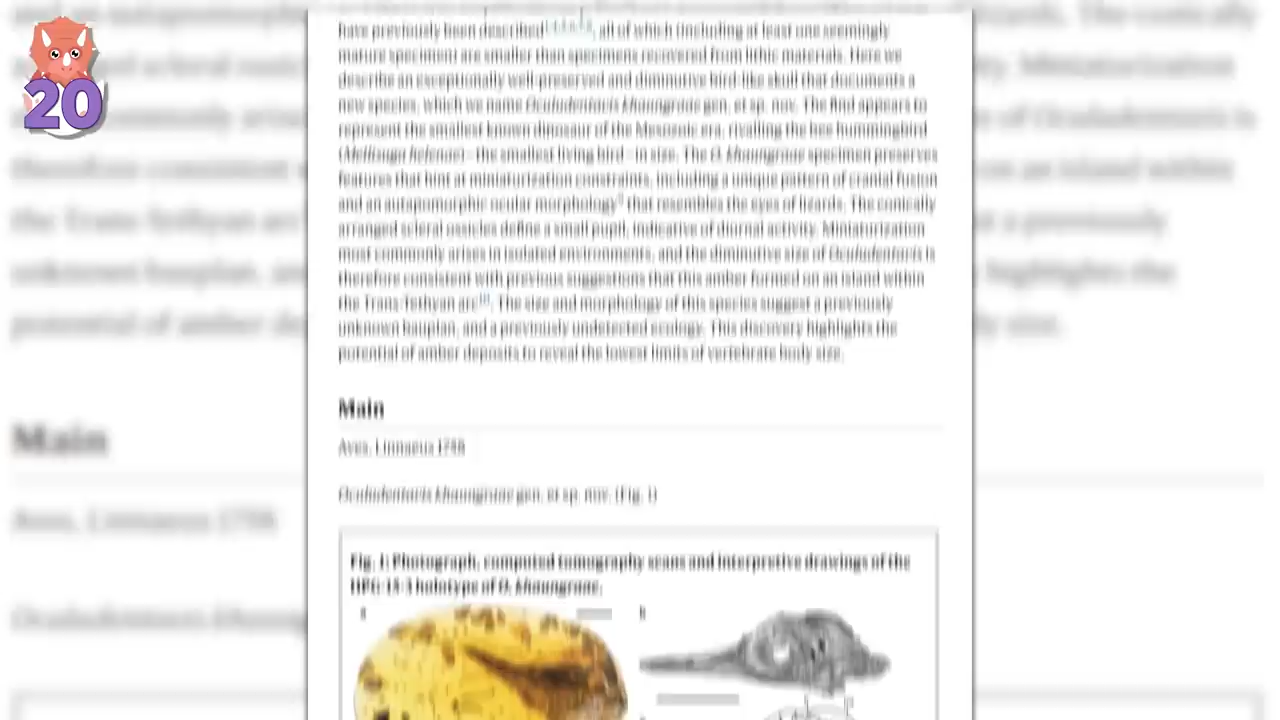 20
have previously been described, all of which (including at least one seemingly
mature specimen) are smaller than specimens recovered from lithic materials. Here we
describe an exceptionally well-preserved and diminutive bird-like skull that documents a
new species, which we name Oculudentavis khaungraae gen. et sp. nov. The find appears to
represent the smallest known dinosaur of the Mesozoic era, rivalling the bee hummingbird
(Mellisuga helenae)—the smallest living bird—in size. The O. khaungraae specimen preserves
features that hint at miniaturization constraints, including a unique pattern of cranial fusion
and an autapomorphic ocular morphology9 that resembles the eyes of lizards. The conically
arranged scleral ossicles define a small pupil, indicative of diurnal activity. Miniaturization
most commonly arises in isolated environments, and the diminutive size of Oculudentavis is
therefore consistent with previous suggestions that this amber formed on an island within
the Trans-Tethyan arc10. The size and morphology of this species suggest a previously
unknown bauplan, and a previously undetected ecology. This discovery highlights the
potential of amber deposits to reveal the lowest limits of vertebrate body size.
Main
Aves, Linnaeus 1758
Oculudentavis khaungraae gen. et sp. nov. (Fig. 1)
Fig. 1: Photograph, computed tomography scans and interpretive drawings of the
HPG-15-3 holotype of O. khaungraae.
a
b